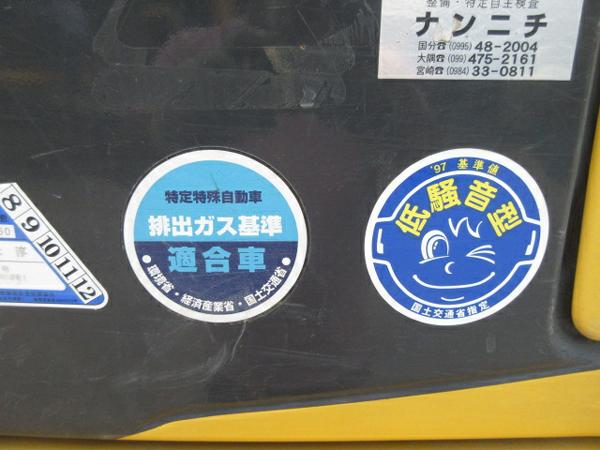 整備・特定自主検査
ナンニチ
国分☎(0995)48-2004
大隅☎(099)475-2161
宮崎☎(0984)33-0811
特定特殊自動車
排出ガス基準
適合車
環境省・経済産業省・国土交通省
'97 基準値
低騒音型
国土交通省指定
8 9 10 11 12